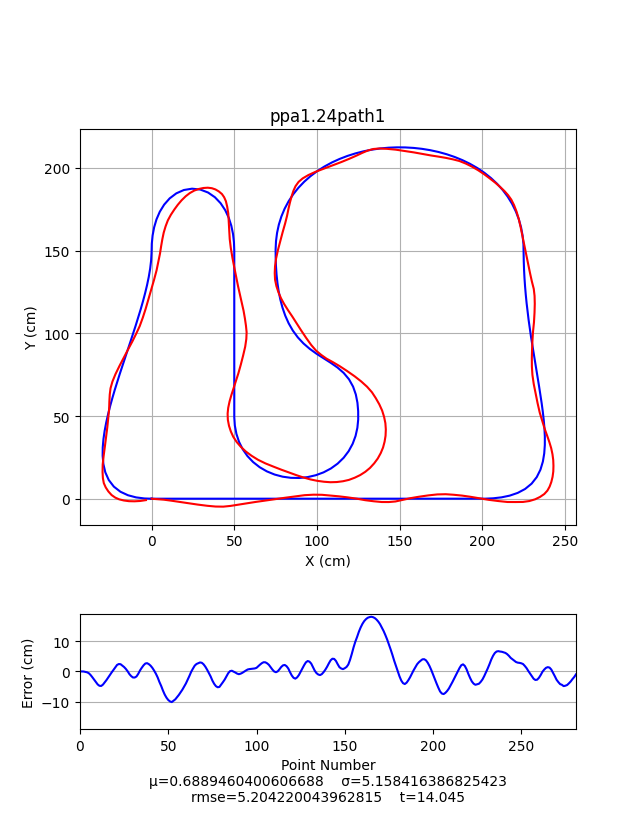 ppa1.24path1
200
150
100
50
0
Y (cm)
0 50 100 150 200 250
X (cm)
10
0
−10
Error (cm)
0 50 100 150 200 250
Point Number
μ=0.6889460400606688 σ=5.158416386825423
rmse=5.204220043962815 t=14.045